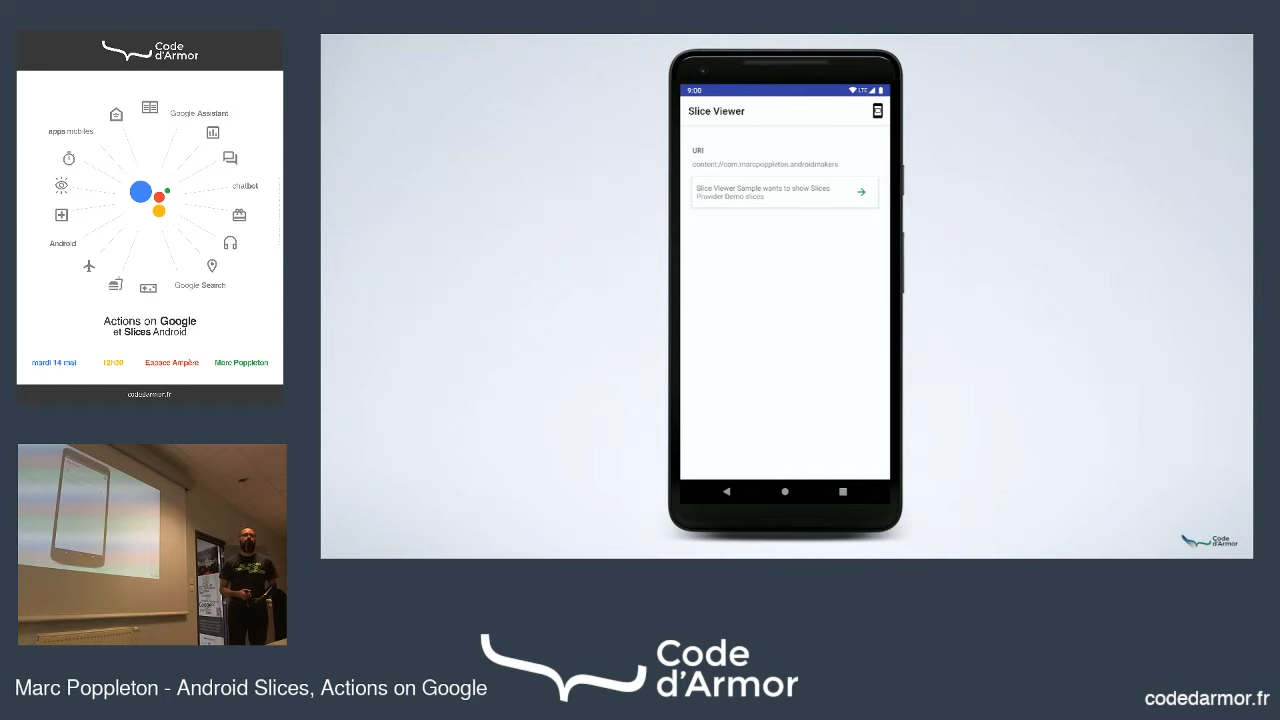 Code
d'Armor
Google Assistant
apps mobiles
chatbot
Android
Google Search
Actions on Google
et Slices Android
mardi 14 mai
12h30
Espace Ampère
Marc Poppleton
codedarmor.fr
9:00
LTE
Slice Viewer
URI
content://com.marcpoppleton.androidmakers
Slice Viewer Sample wants to show Slices
Provider Demo slices
Code
d'Armor
Marc Poppleton - Android Slices, Actions on Google
Code
d'Armor
codedarmor.fr